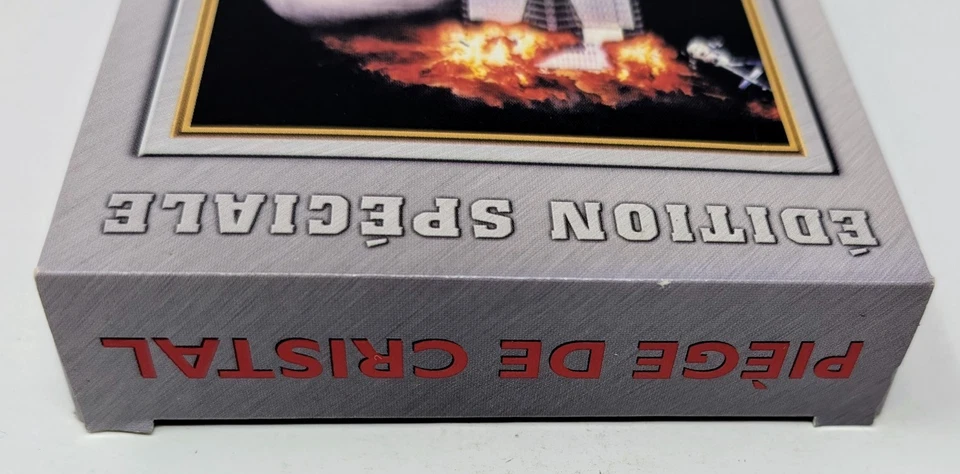 PIÈGE DE CRISTAL
ÉDITION SPÉCIALE